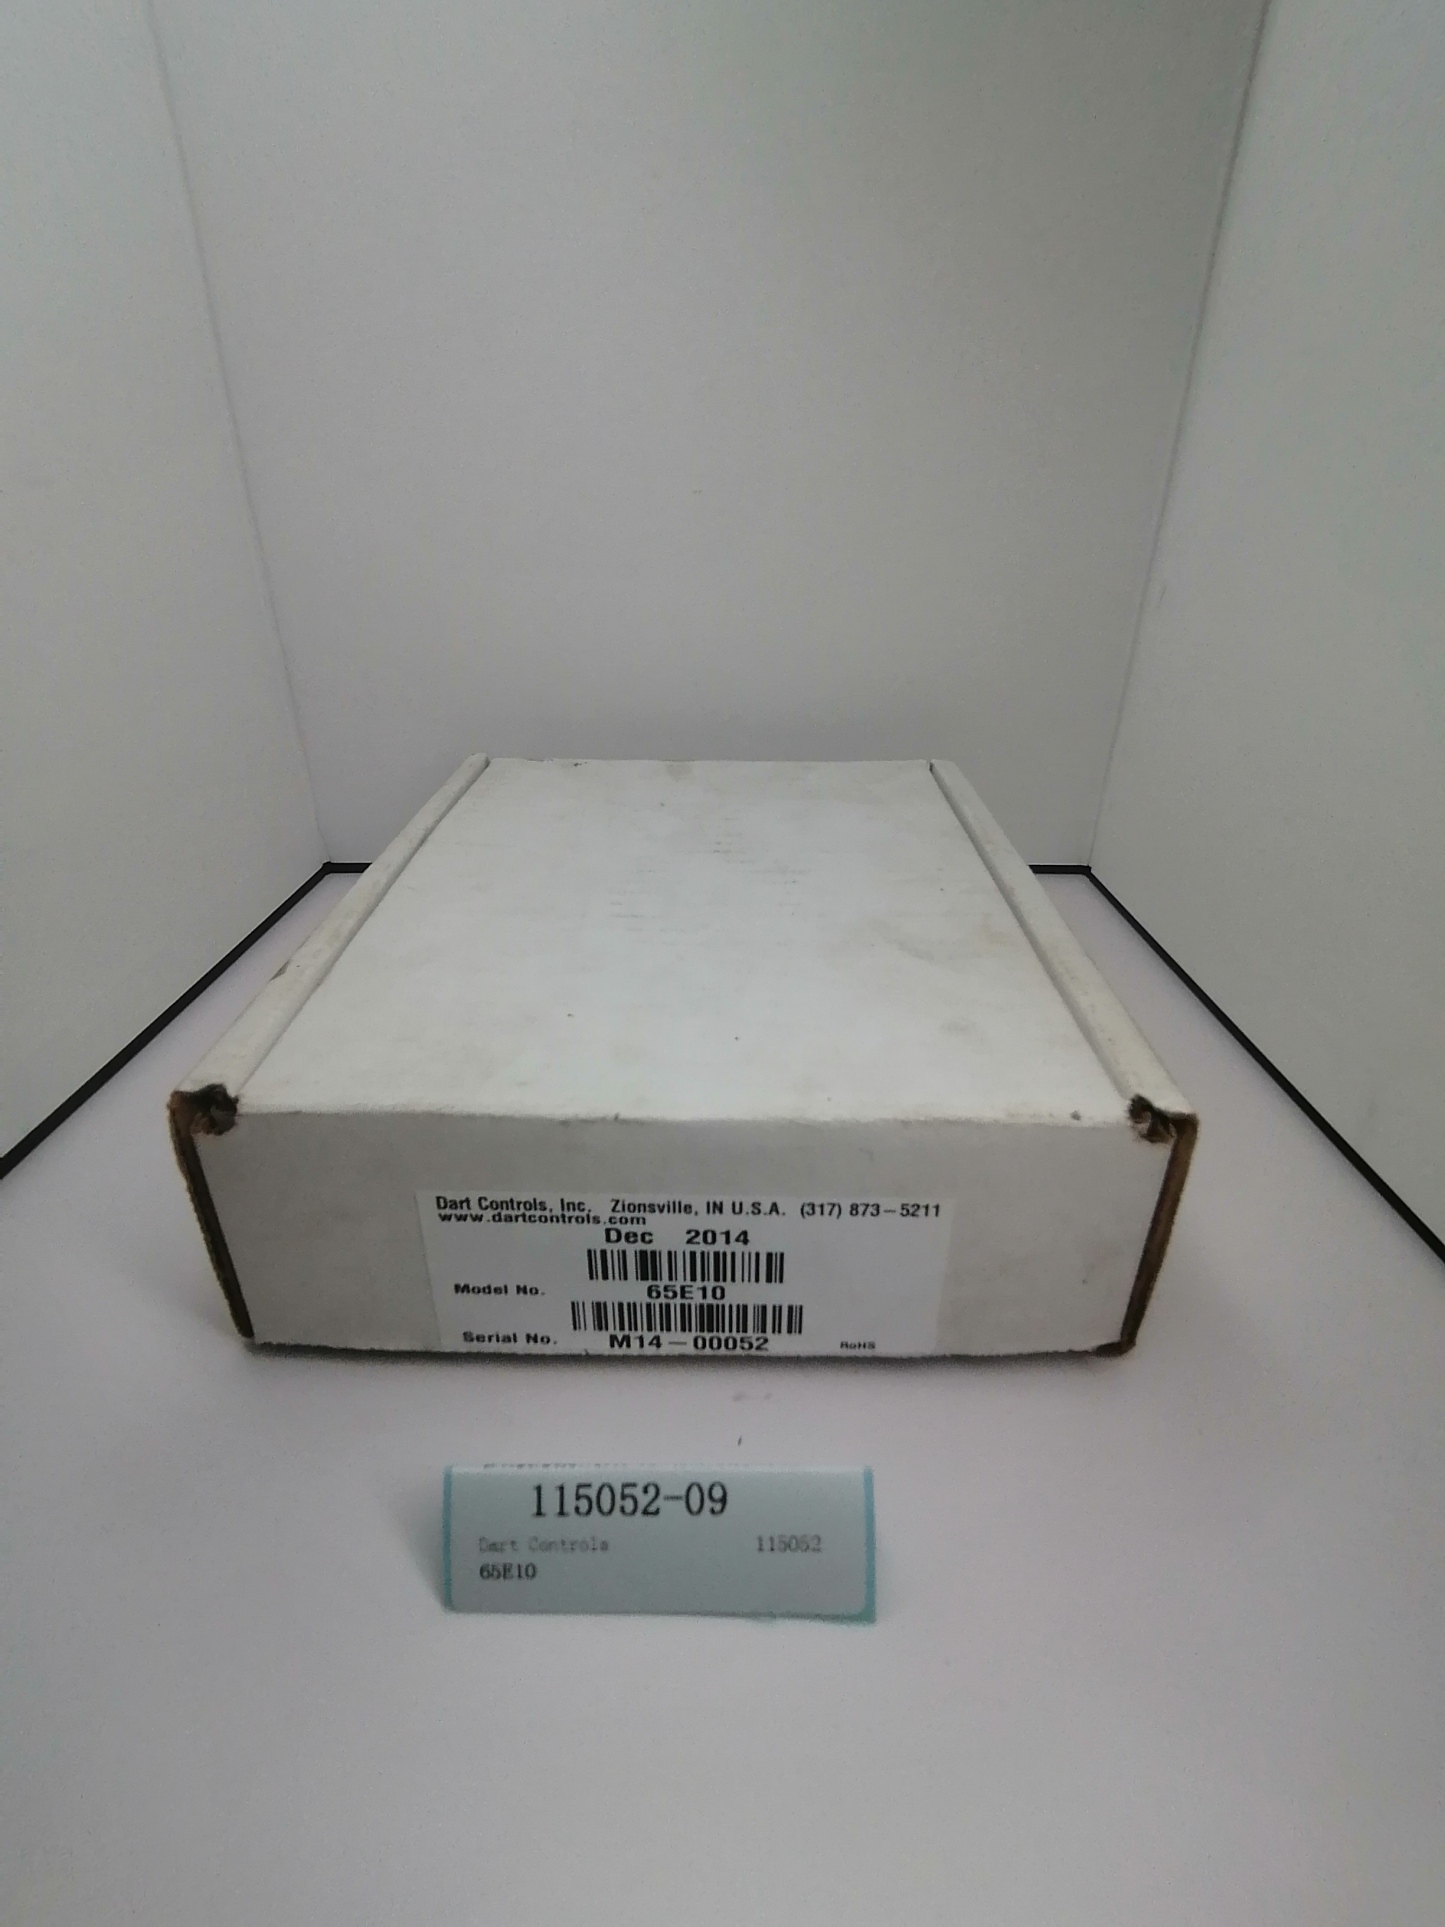 Dart Controls, Inc. Zionsville, IN U.S.A. (317) 873-5211
www.dartcontrols.com
Dec 2014
Model No. 65E10
Serial No. M14-00052 RoHS
115052-09
Dart Controls 115052
65E10